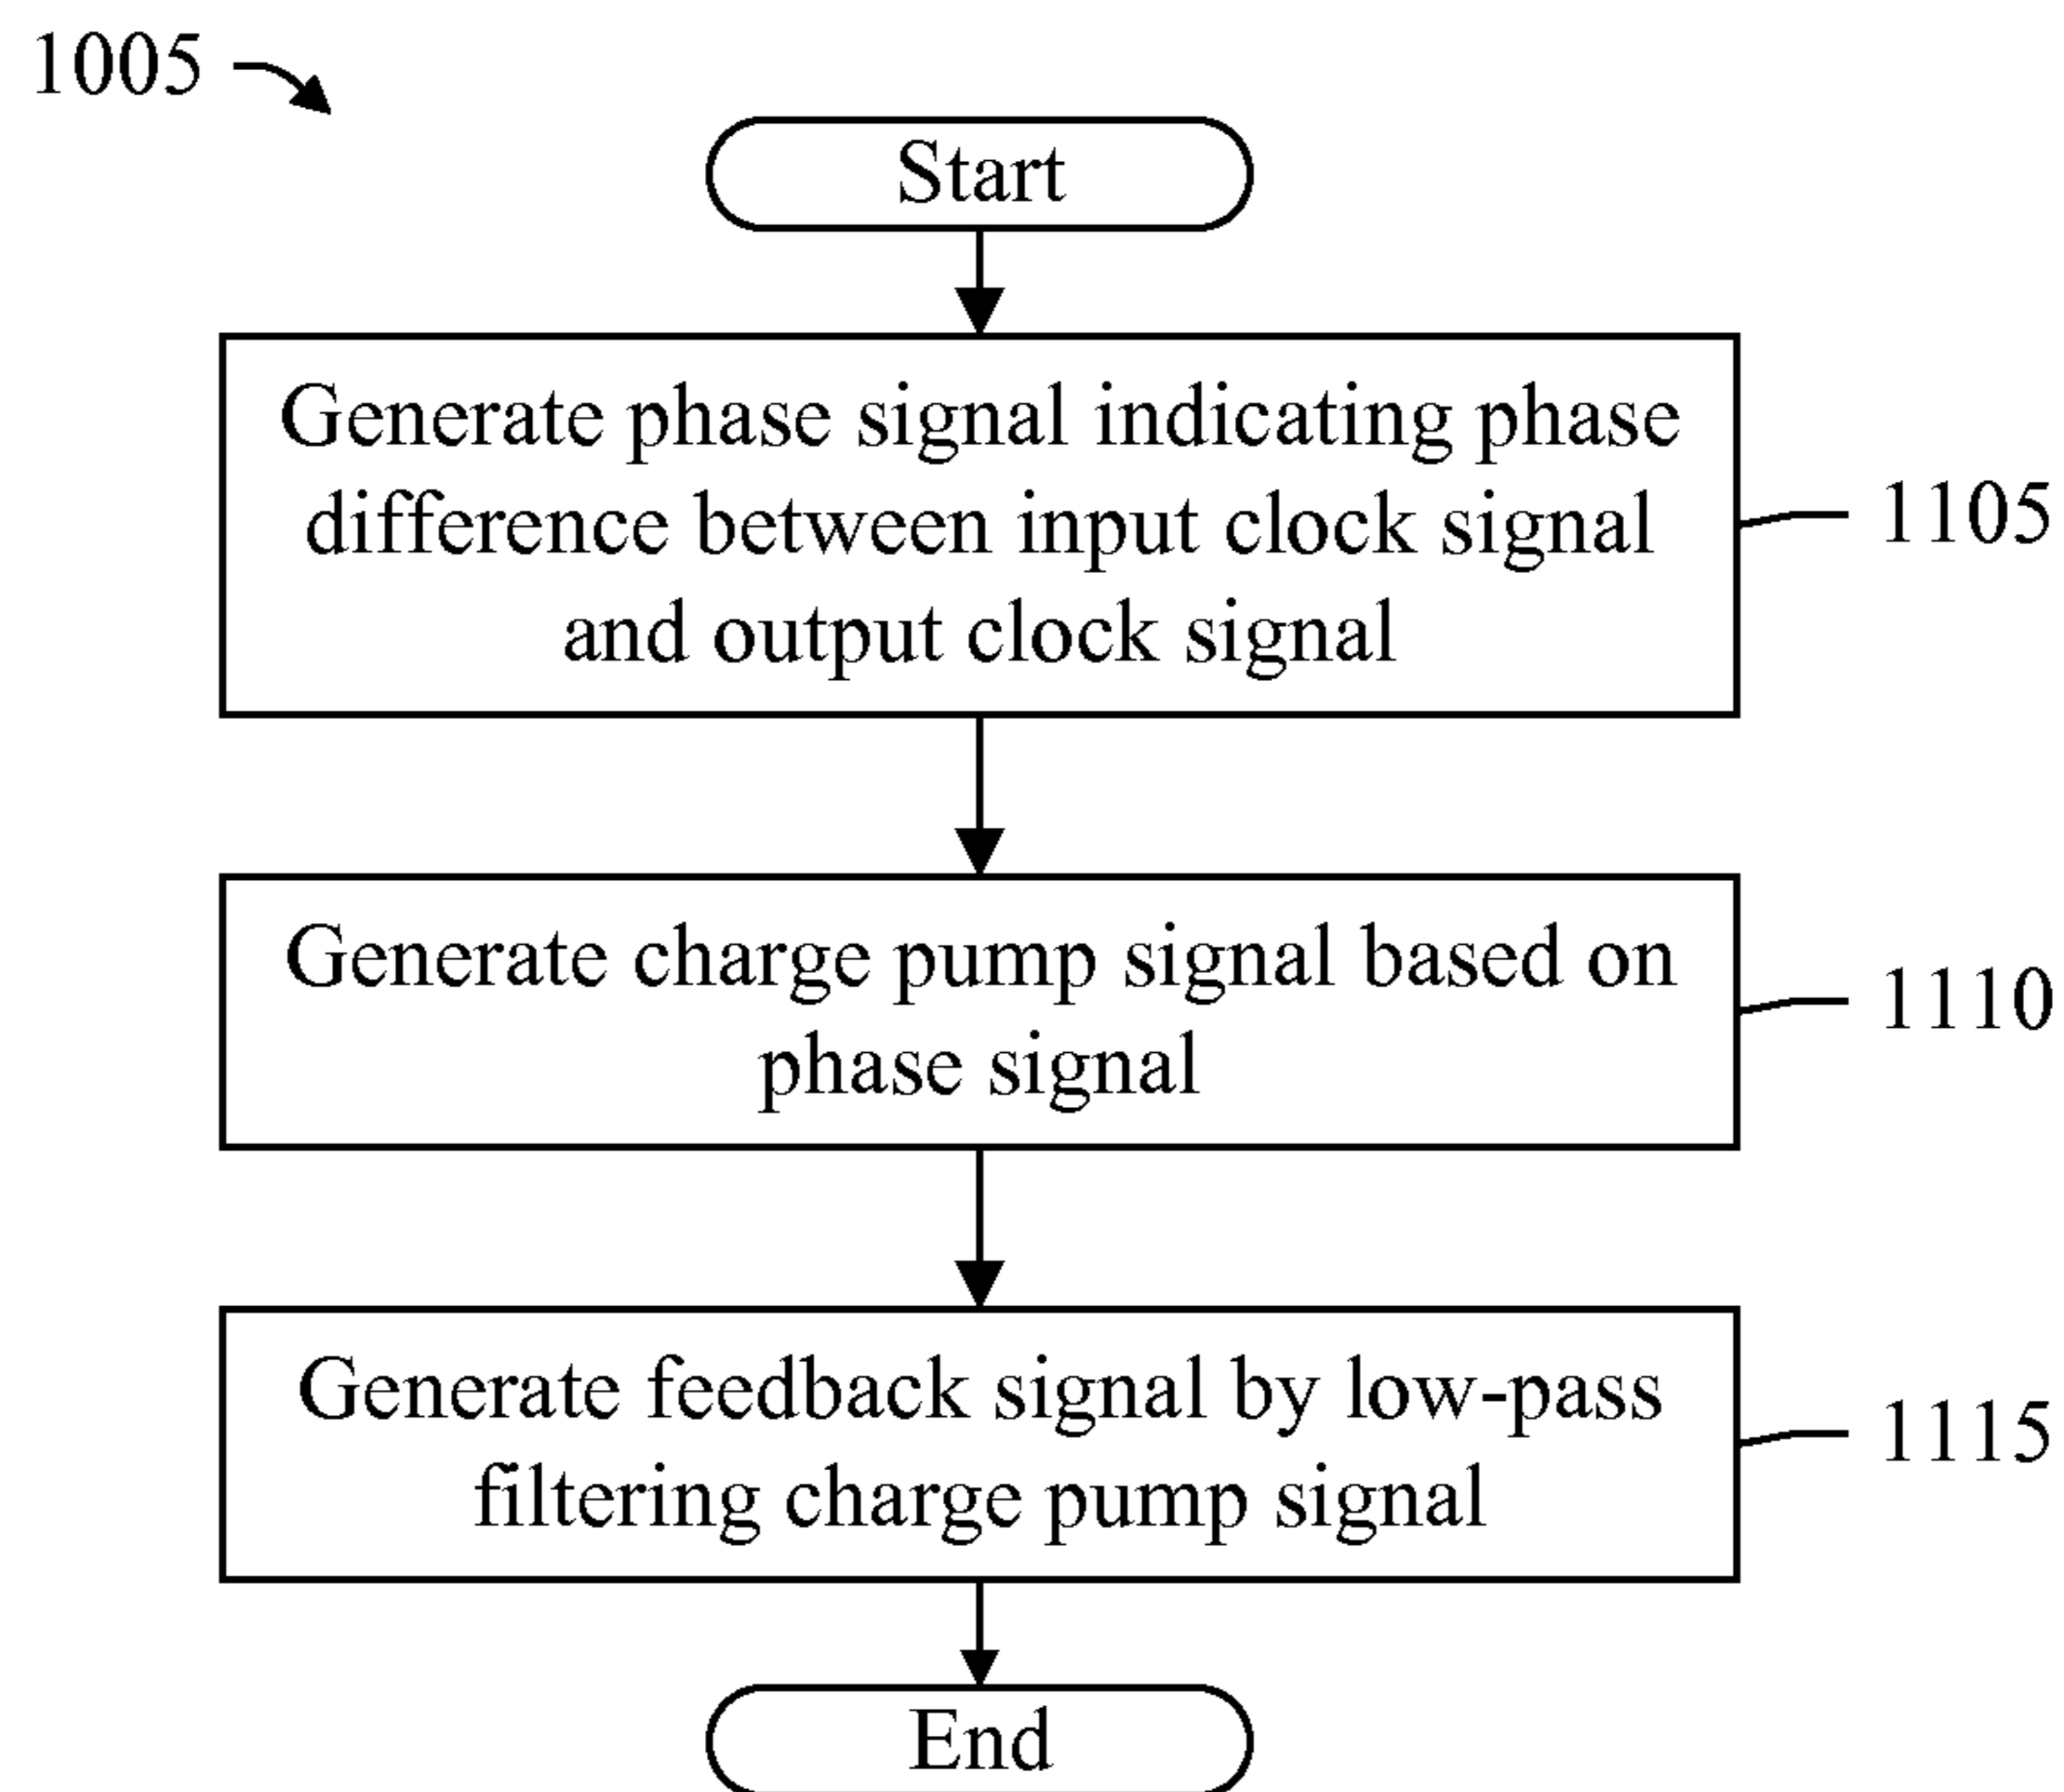 1005
Start
Generate phase signal indicating phase
difference between input clock signal
and output clock signal
1105
Generate charge pump signal based on
phase signal
1110
Generate feedback signal by low-pass
filtering charge pump signal
1115
End